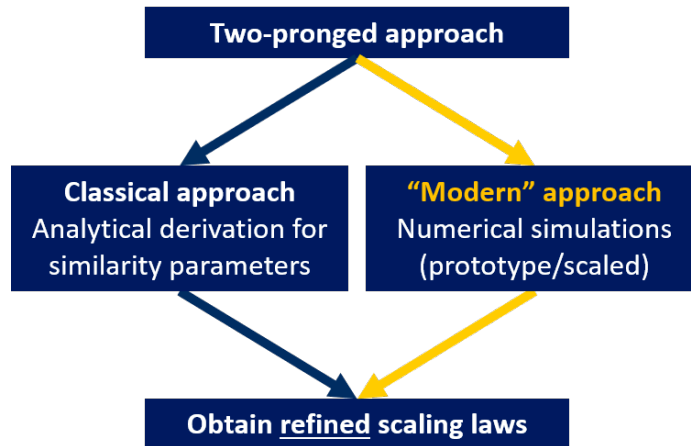 Two-pronged approach
Classical approach
Analytical derivation for
similarity parameters
“Modern” approach
Numerical simulations
(prototype/scaled)
Obtain refined scaling laws